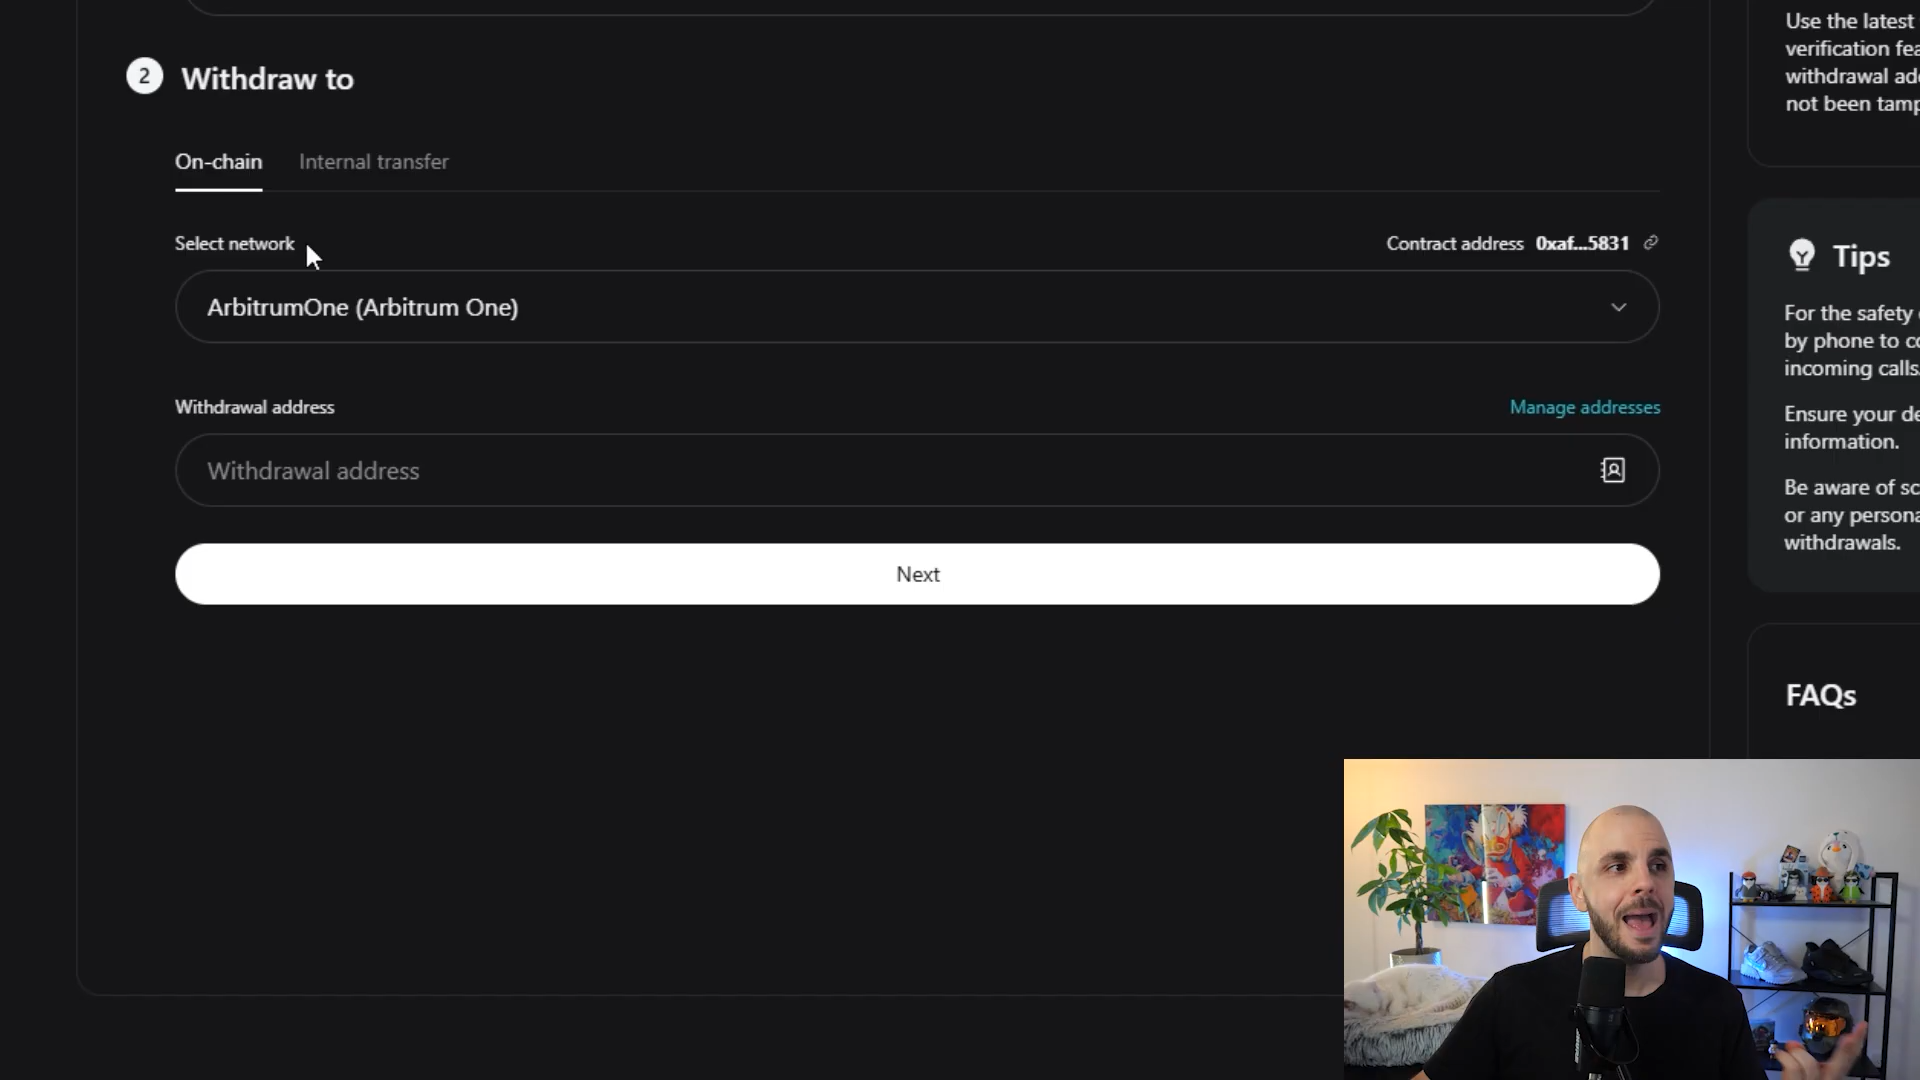 2 Withdraw to
On-chain Internal transfer
Select network
Contract address 0xaf...5831
ArbitrumOne (Arbitrum One)
Withdrawal address
Manage addresses
Withdrawal address
Next
Use the latest
verification
withdrawal
not been
Tips
For the safety
by phone to
incoming calls.
Ensure your
information.
Be aware of
or any
withdrawals.
FAQs